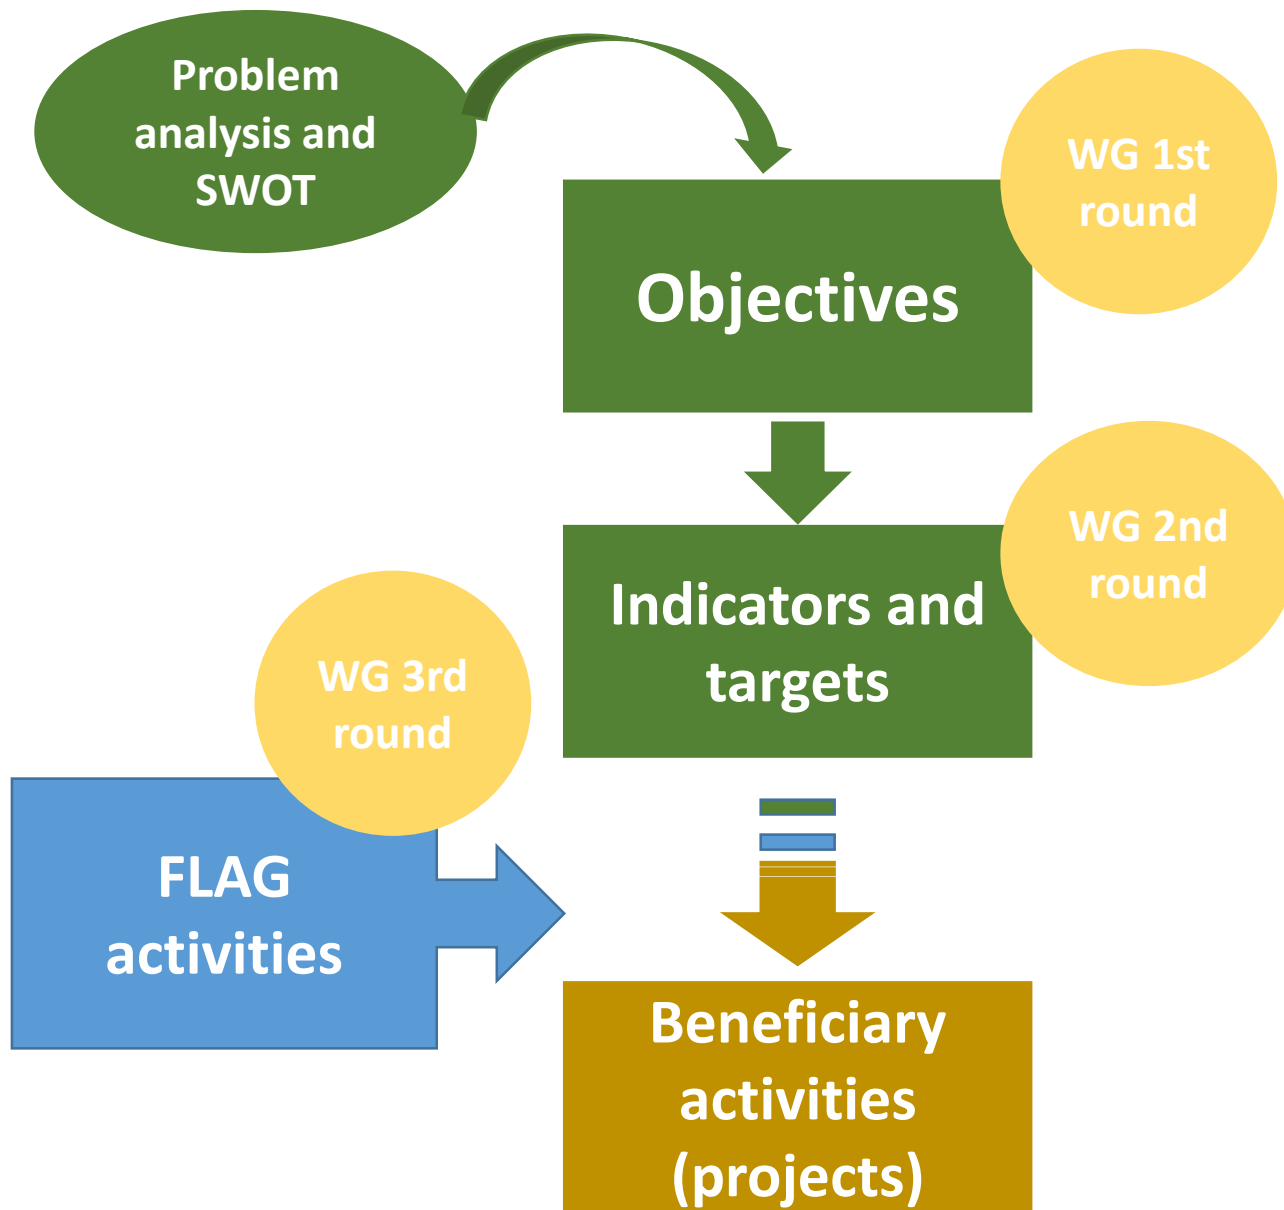 Problem
analysis and
SWOT
WG 1st
round
Objectives
WG 2nd
round
Indicators and
targets
WG 3rd
round
FLAG
activities
Beneficiary
activities
(projects)